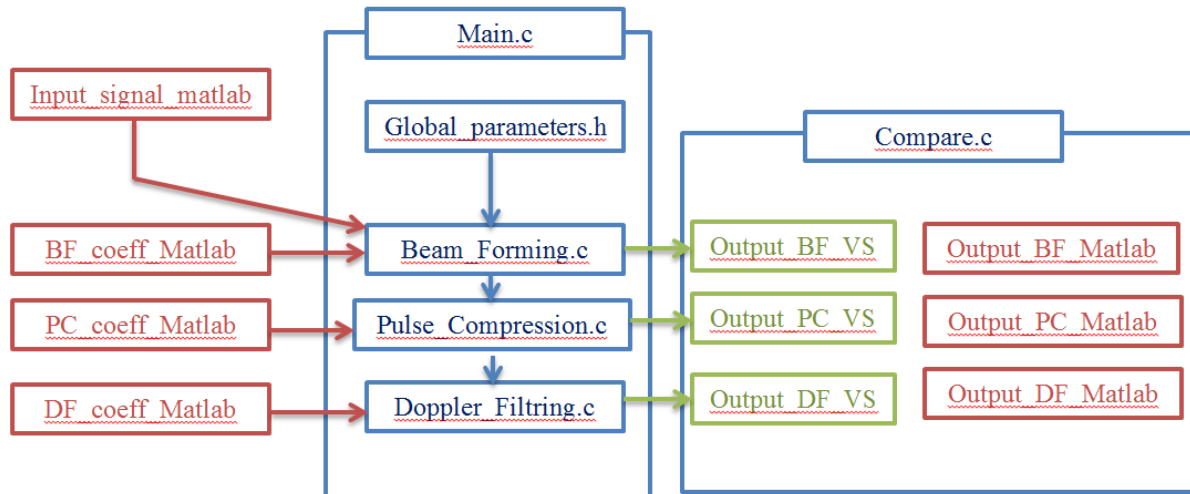 Main.c
Input_signal_matlab
Global_parameters.h
Compare.c
BF_coeff_Matlab
Beam_Forming.c
Output_BF_VS
Output_BF_Matlab
PC_coeff_Matlab
Pulse_Compression.c
Output_PC_VS
Output_PC_Matlab
DF_coeff_Matlab
Doppler_Filtring.c
Output_DF_VS
Output_DF_Matlab